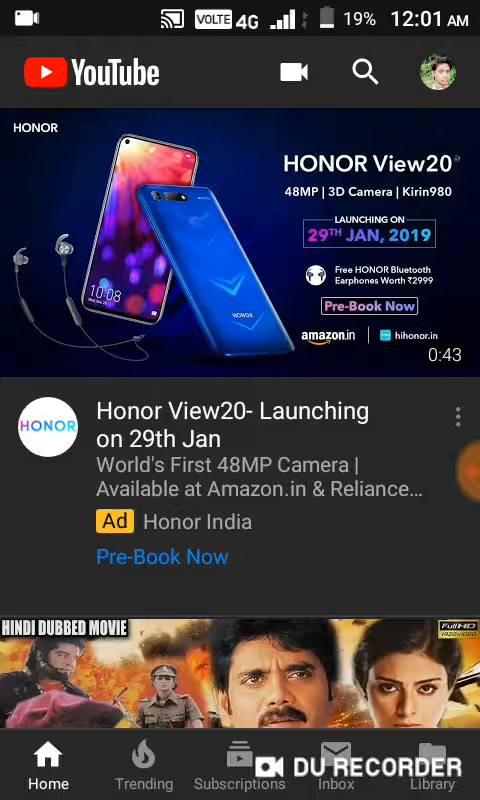 VOLTE 4G 19% 12:01 AM
YouTube
HONOR
HONOR View20
48MP | 3D Camera | Kirin980
LAUNCHING ON
29TH JAN, 2019
Free HONOR Bluetooth
Earphones Worth ₹2999
Pre-Book Now
amazon.in hihonor.in
10:08
HONOR
0:43
HONOR
Honor View20- Launching
on 29th Jan
World's First 48MP Camera |
Available at Amazon.in & Reliance...
Ad Honor India
Pre-Book Now
HINDI DUBBED MOVIE
Full HD
1920x1080
Home Trending Subscriptions Inbox Library
DU RECORDER